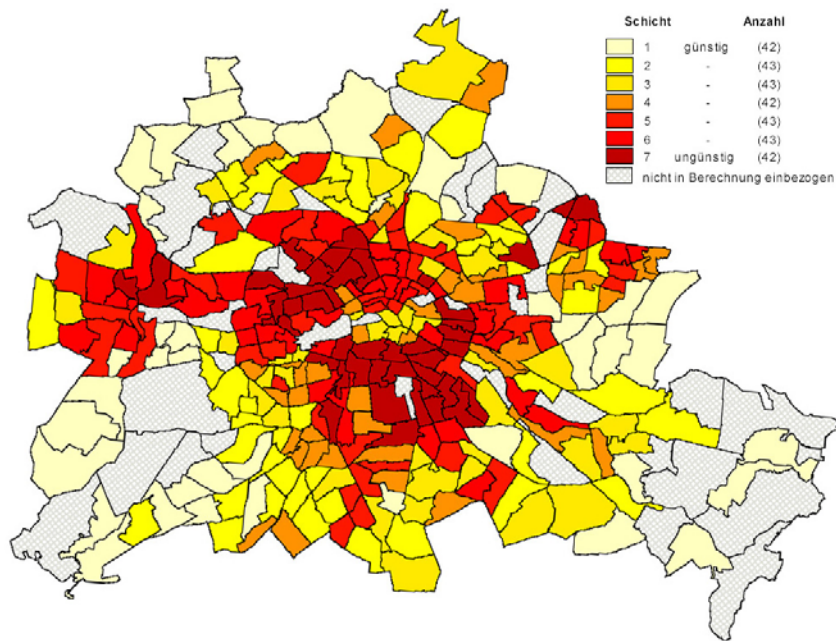 Schicht Anzahl
1 günstig (42)
2 - (43)
3 - (43)
4 - (42)
5 - (43)
6 - (43)
7 ungünstig (42)
nicht in Berechnung einbezogen